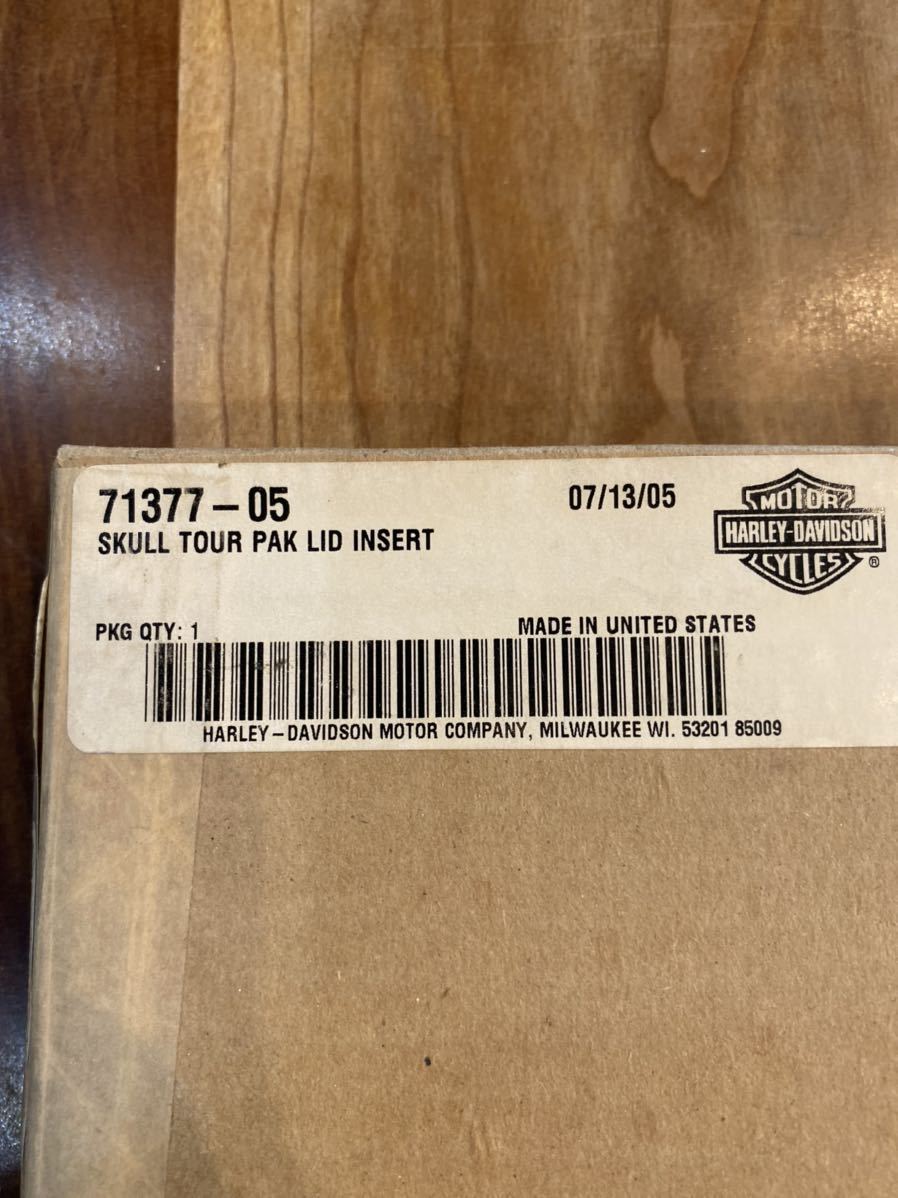 71377-05 07/13/05
SKULL TOUR PAK LID INSERT
MOTOR
HARLEY-DAVIDSON
CYCLES ®
PKG QTY: 1 MADE IN UNITED STATES
HARLEY-DAVIDSON MOTOR COMPANY, MILWAUKEE WI. 53201 85009